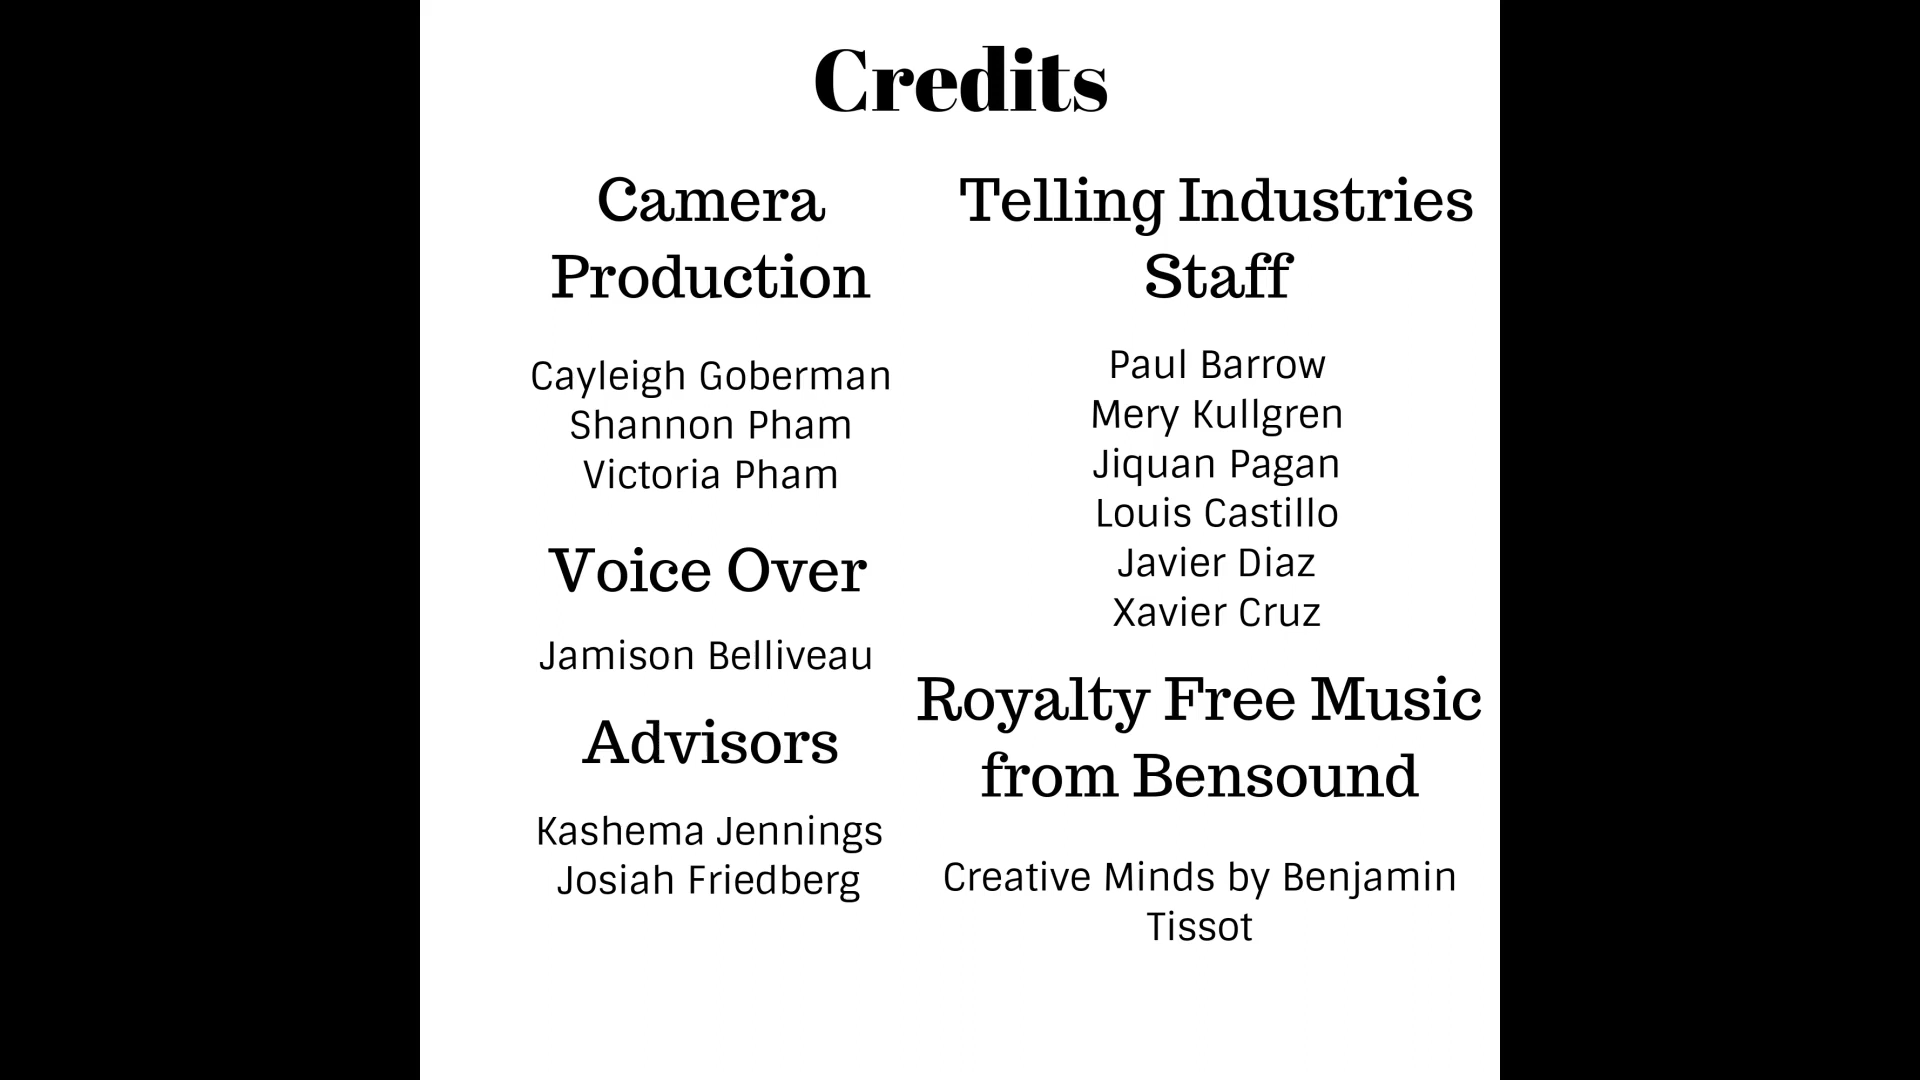 Credits
Camera
Production
Cayleigh Goberman
Shannon Pham
Victoria Pham
Voice Over
Jamison Belliveau
Advisors
Kashema Jennings
Josiah Friedberg
Telling Industries
Staff
Paul Barrow
Mery Kullgren
Jiquan Pagan
Louis Castillo
Javier Diaz
Xavier Cruz
Royalty Free Music
from Bensound
Creative Minds by Benjamin
Tissot